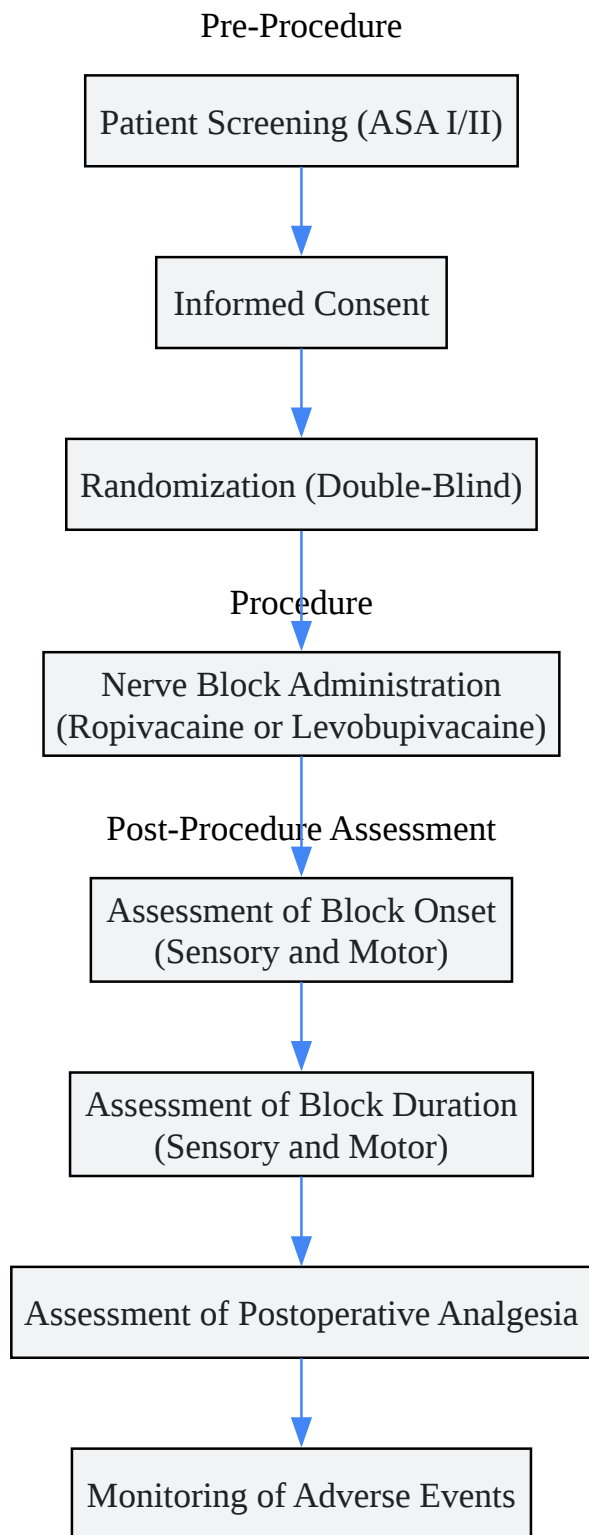 Pre-Procedure
Patient Screening (ASA I/II)
Informed Consent
Randomization (Double-Blind)
Procedure
Nerve Block Administration
(Ropivacaine or Levobupivacaine)
Post-Procedure Assessment
Assessment of Block Onset
(Sensory and Motor)
Assessment of Block Duration
(Sensory and Motor)
Assessment of Postoperative Analgesia
Monitoring of Adverse Events